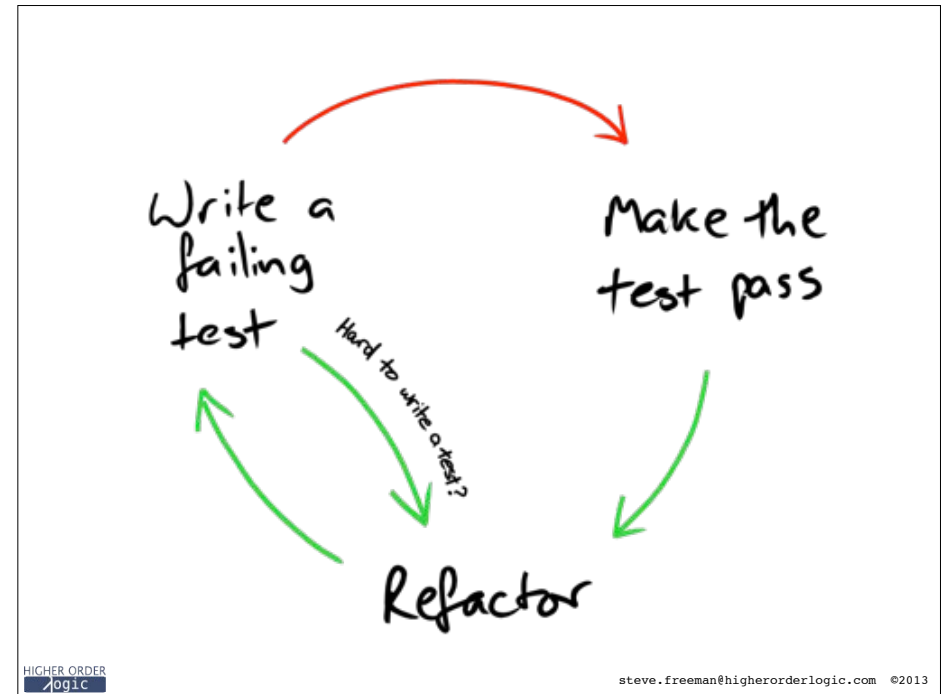 Write a
failing
test
Make the
test pass
Hard to write a test?
Refactor
HIGHER ORDER
logic
steve.freeman@higherorderlogic.com ©2013